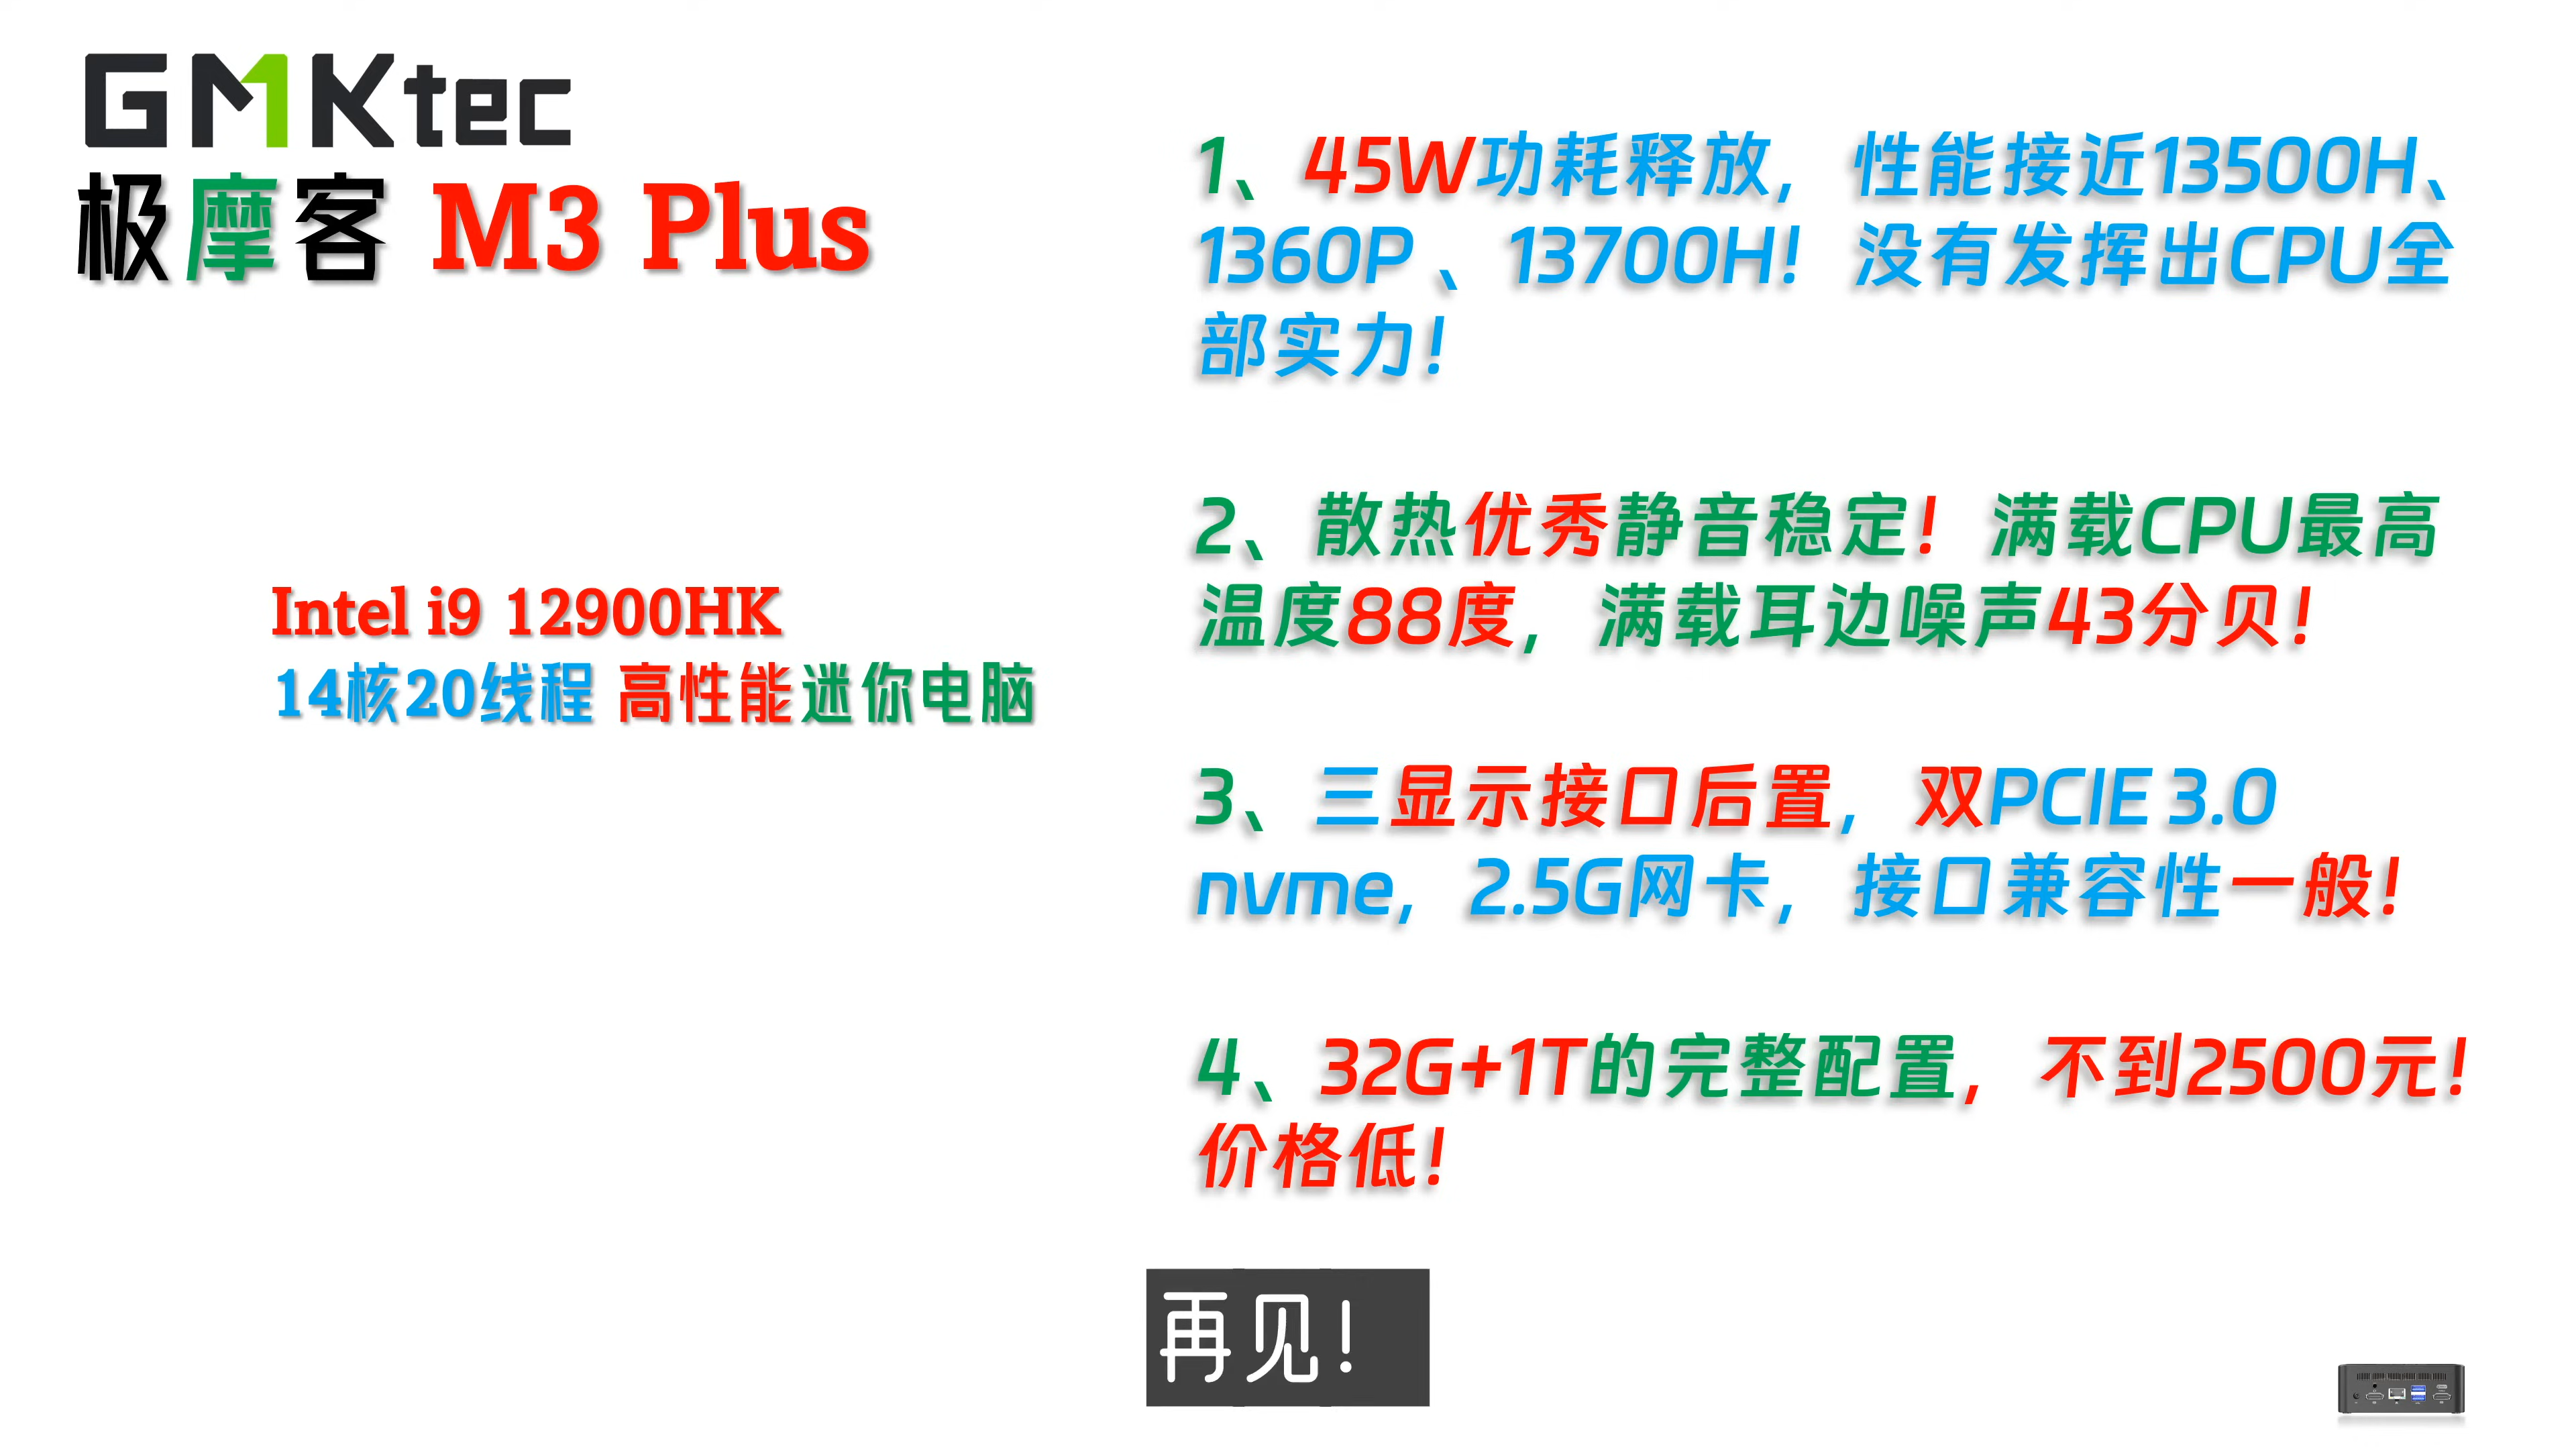 GMKtec
极摩客 M3 Plus
Intel i9 12900HK
14核20线程 高性能迷你电脑
1、45W功耗释放，性能接近13500H、
1360P、13700H！没有发挥出CPU全
部实力！
2、散热优秀静音稳定！满载CPU最高
温度88度，满载耳边噪声43分贝！
3、三显示接口后置，双PCIE 3.0
nvme，2.5G网卡，接口兼容性一般！
4、32G+1T的完整配置，不到2500元！
价格低！
再见！